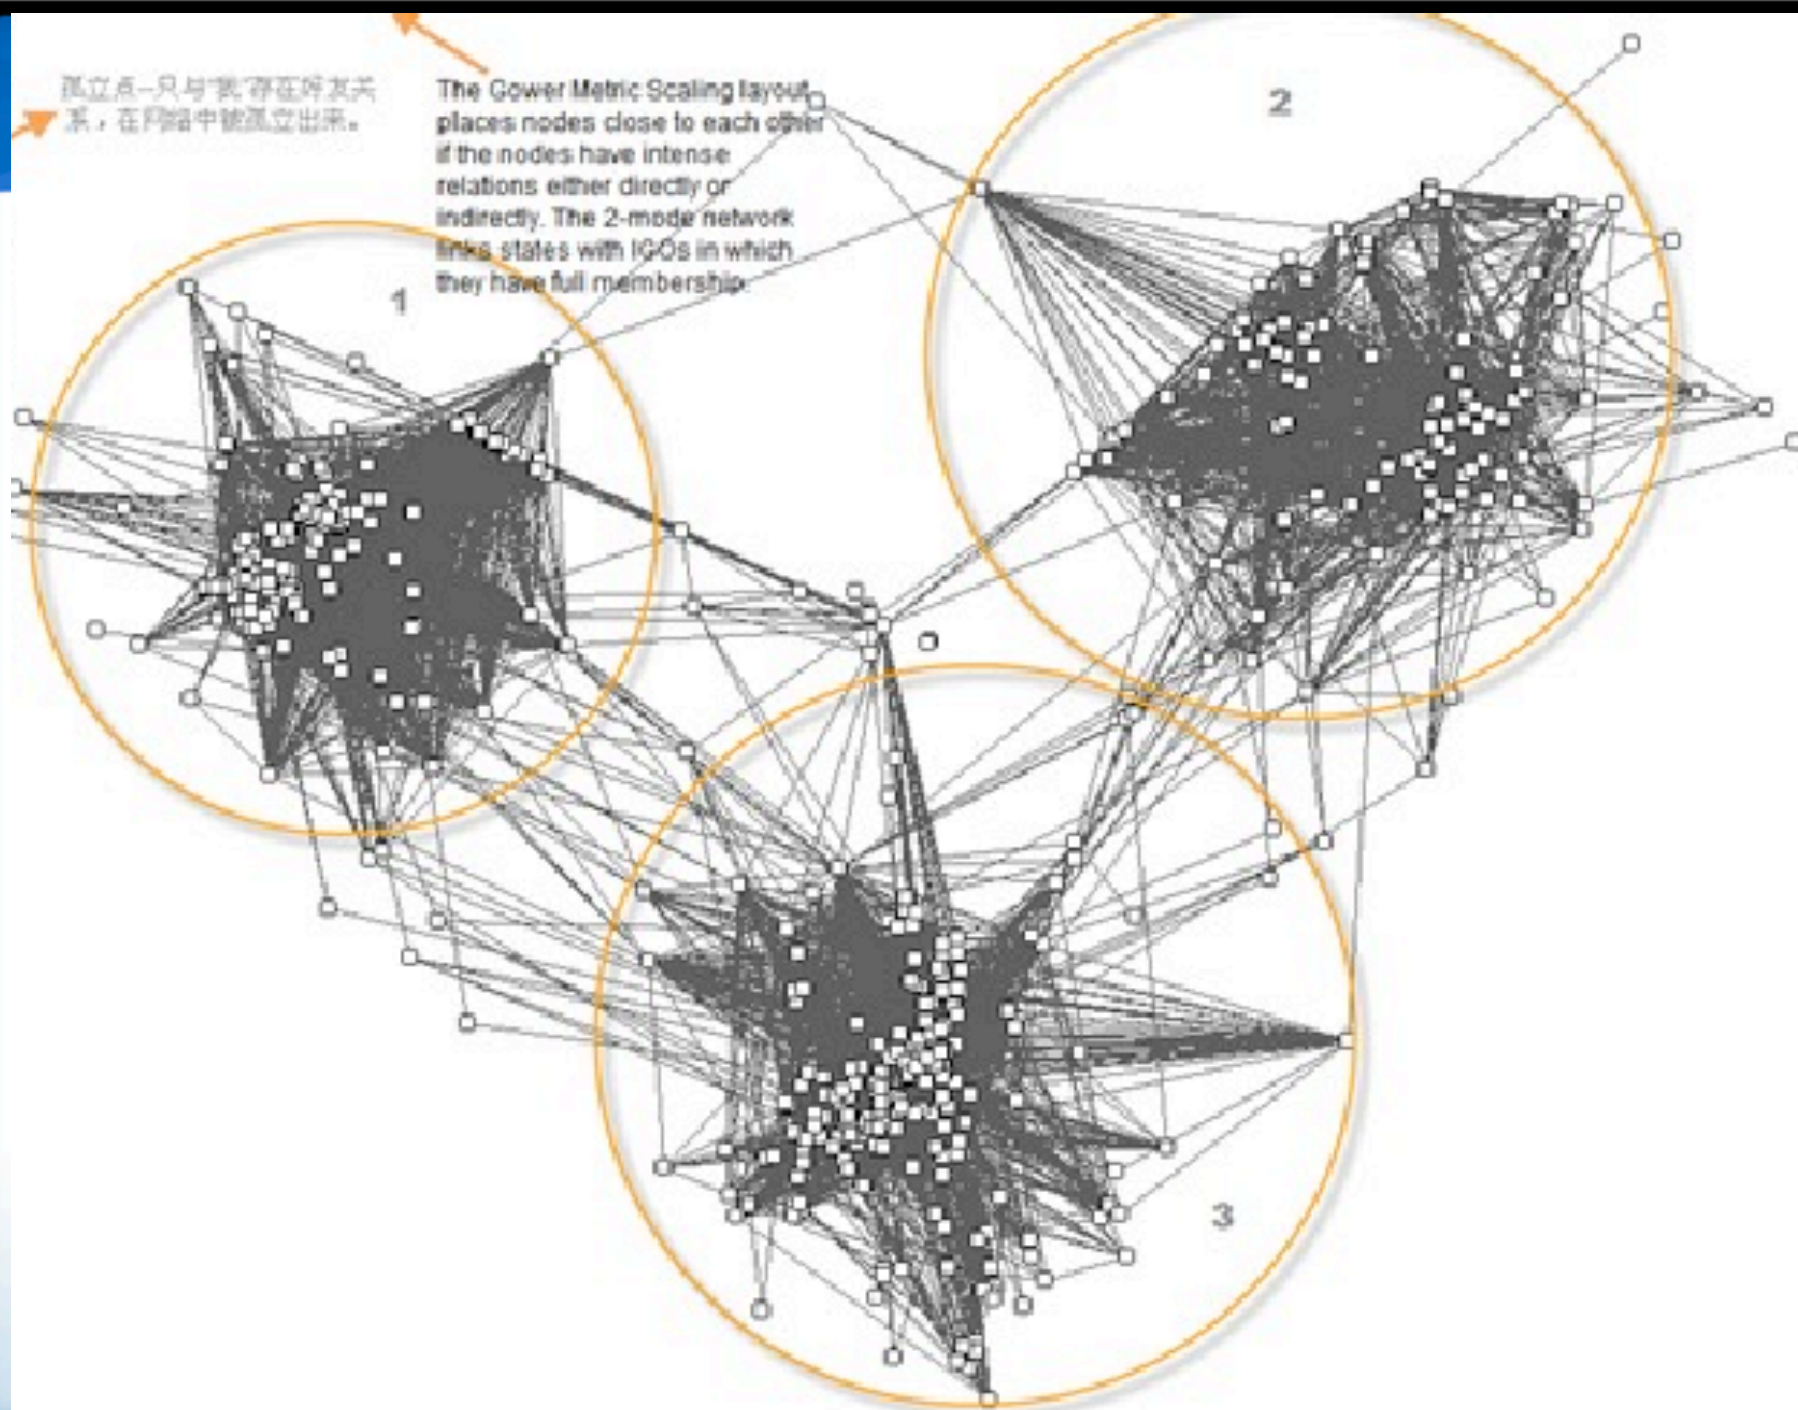 孤立点–只与“我”存在好友关
系，在网络中被孤立出来。
The Gower Metric Scaling layout
places nodes close to each other
if the nodes have intense
relations either directly or
indirectly. The 2-mode network
links states with IGOs in which
they have full membership.
2
1
3